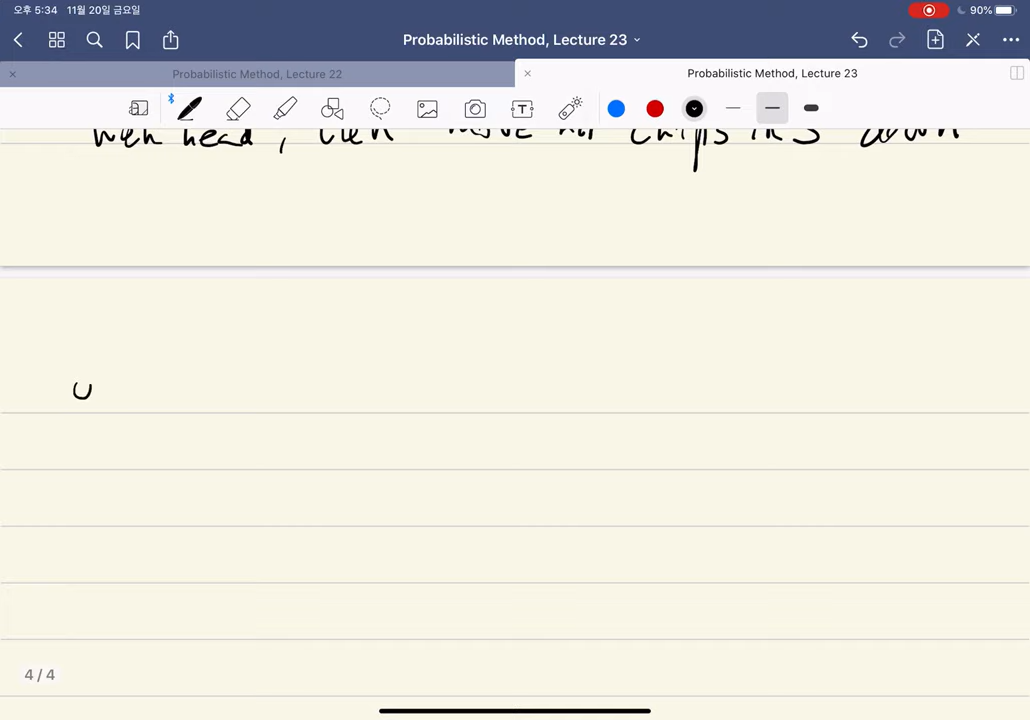 오후 5:34 11월 20일 금요일 90%
Probabilistic Method, Lecture 23
Probabilistic Method, Lecture 22 Probabilistic Method, Lecture 23
head, then move chips in S down
U
4 / 4